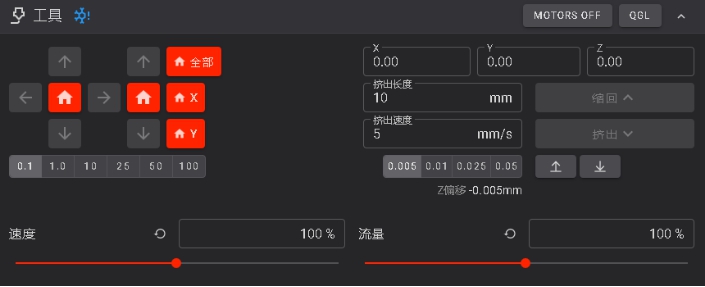 工具 MOTORS OFF QGL
全部
X
Y
0.1 1.0 10 25 50 100
X 0.00 Y 0.00 Z 0.00
挤出长度
10 mm
缩回
挤出速度
5 mm/s
挤出
0.005 0.01 0.025 0.05
Z偏移 -0.005mm
速度 100 %
流量 100 %